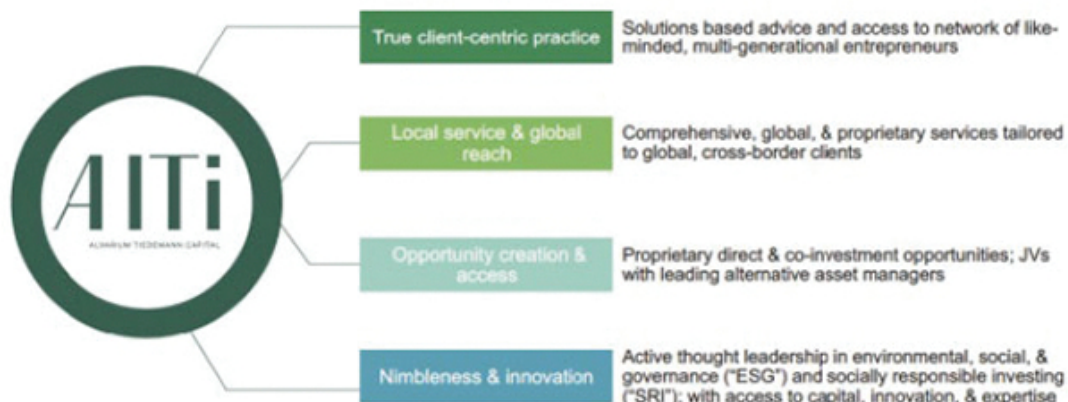 AlTi
ALVARIUM TIEDEMANN CAPITAL
True client-centric practice
Solutions based advice and access to network of like-
minded, multi-generational entrepreneurs
Local service & global
reach
Comprehensive, global, & proprietary services tailored
to global, cross-border clients
Opportunity creation &
access
Proprietary direct & co-investment opportunities; JVs
with leading alternative asset managers
Nimbleness & innovation
Active thought leadership in environmental, social, &
governance (“ESG”) and socially responsible investing
(“SRI”); with access to capital, innovation, & expertise